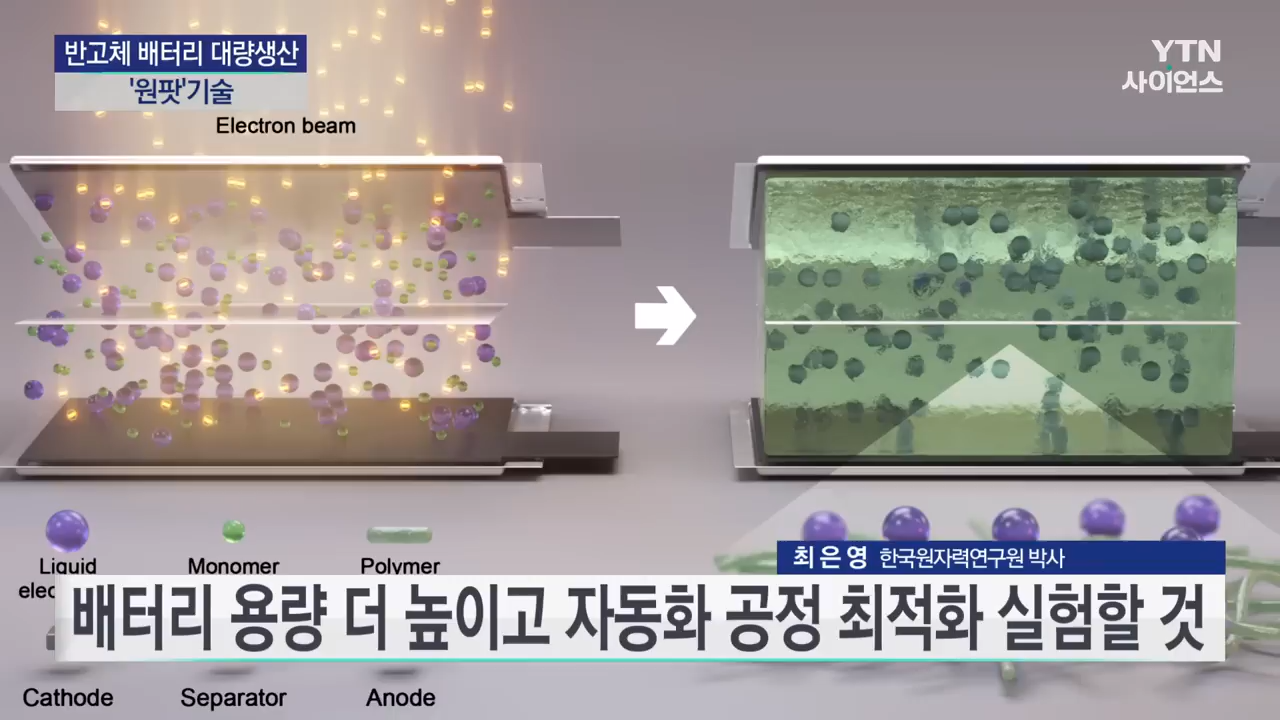 반고체 배터리 대량생산
'원팟'기술
YTN
사이언스
Electron beam
Liquid
Monomer
Polymer
최은영 한국원자력연구원 박사
배터리 용량 더 높이고 자동화 공정 최적화 실험할 것
Cathode
Separator
Anode